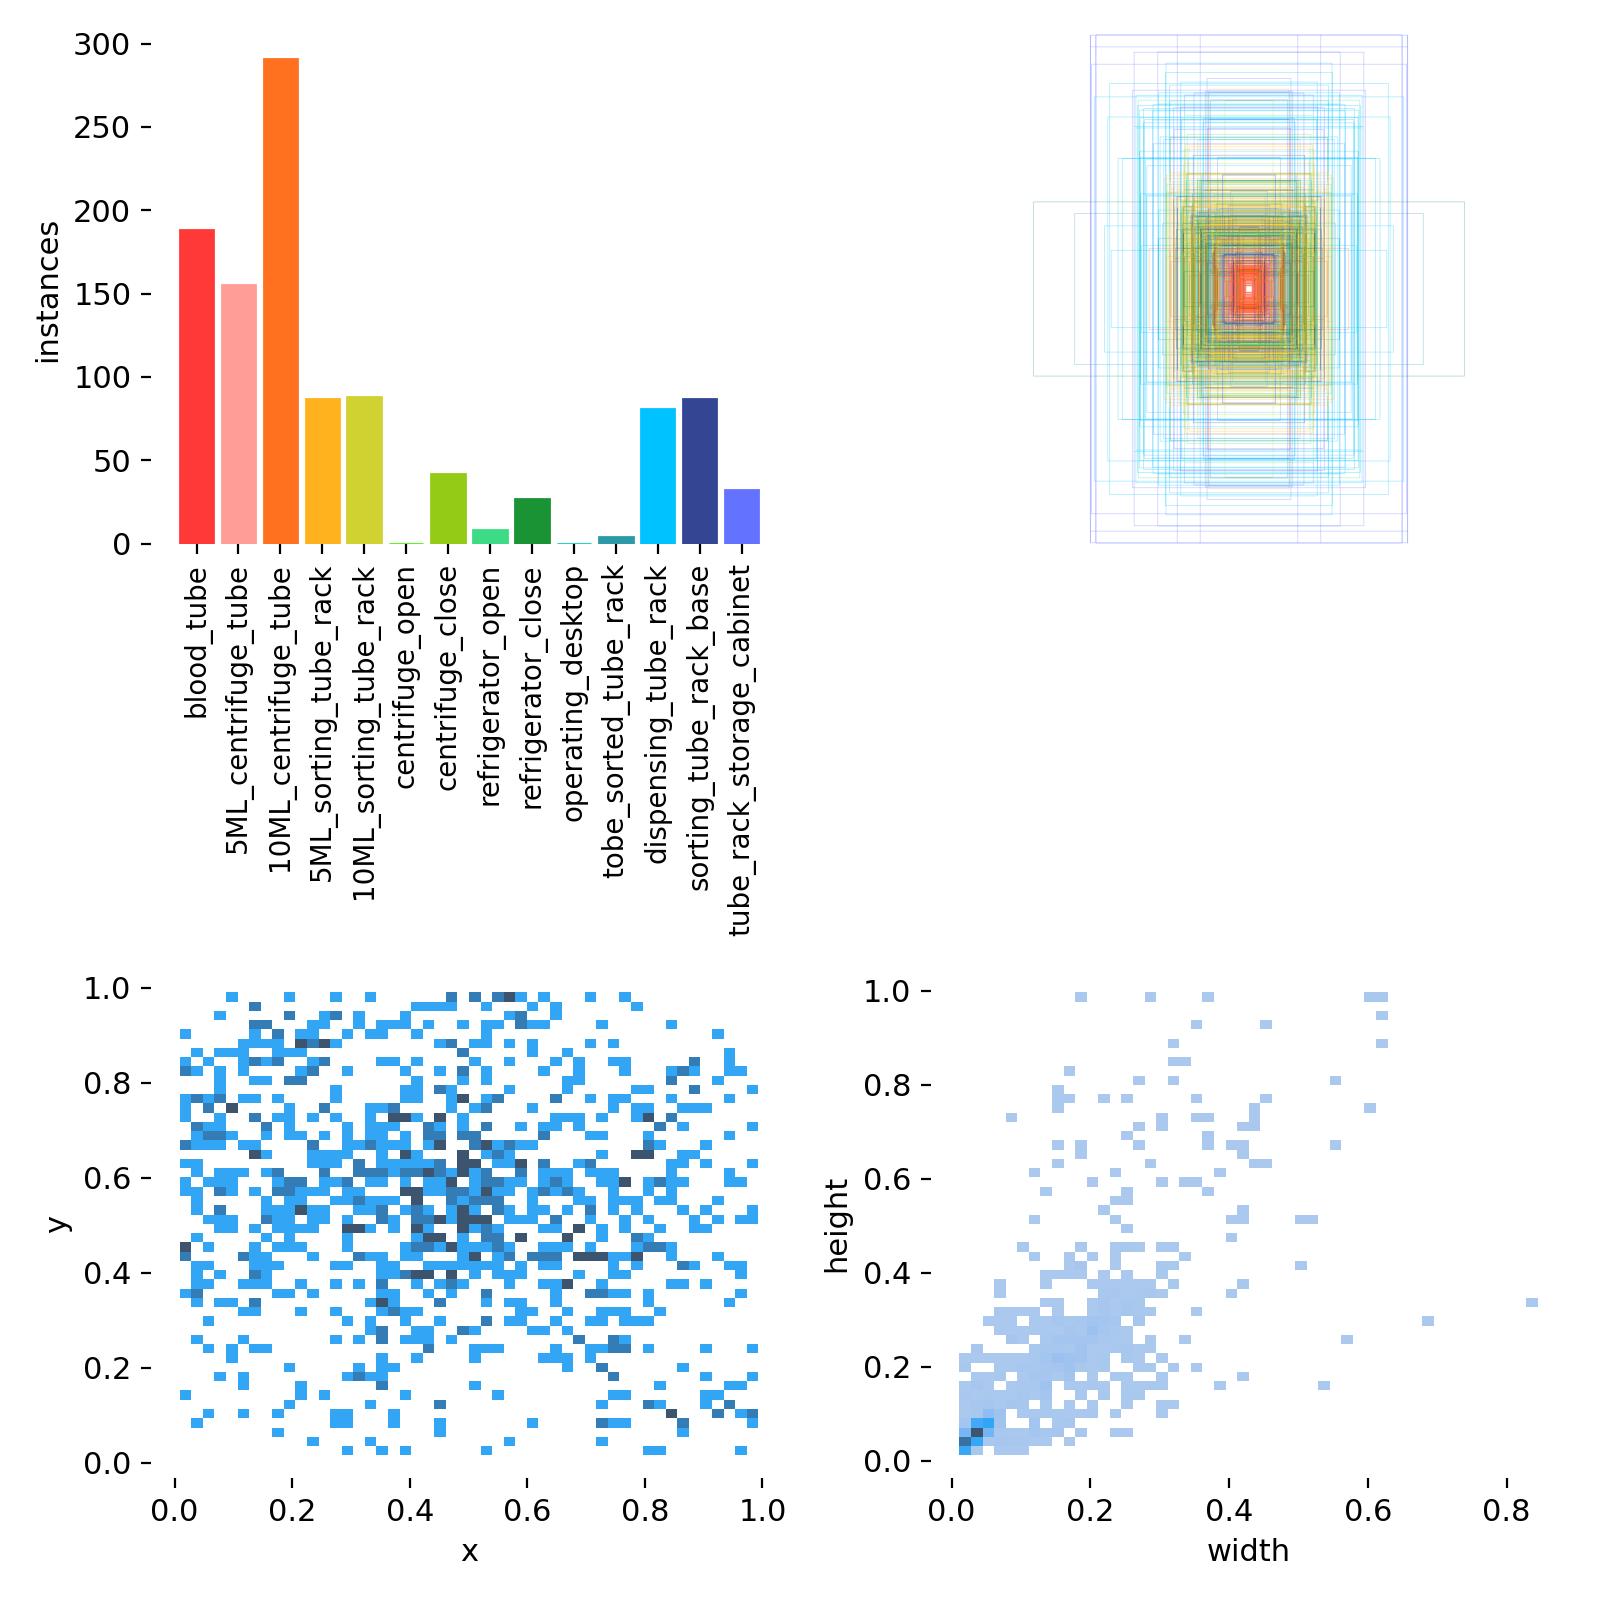 300
250
200
150
100
50
0
instances
blood_tube
5ML_centrifuge_tube
10ML_centrifuge_tube
5ML_sorting_tube_rack
10ML_sorting_tube_rack
centrifuge_open
centrifuge_close
refrigerator_open
refrigerator_close
operating_desktop
tobe_sorted_tube_rack
dispensing_tube_rack
sorting_tube_rack_base
tube_rack_storage_cabinet
1.0
0.8
0.6
0.4
0.2
0.0
y
0.0 0.2 0.4 0.6 0.8 1.0
x
1.0
0.8
0.6
0.4
0.2
0.0
height
0.0 0.2 0.4 0.6 0.8
width